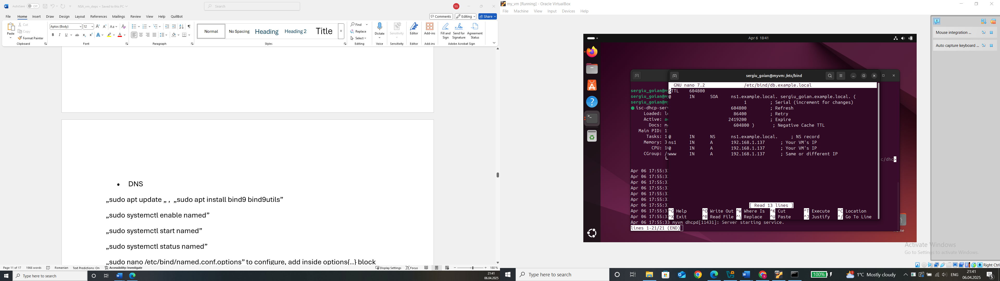 AutoSave Off NSA_vm_steps • Saved to this PC Search SG
File Home Insert Draw Design Layout References Mailings Review View Help QuillBot Comments Editing Share
Paste Cut Copy Format Painter
Aptos (Body) 12
Normal No Spacing Heading Heading 2 Title
Find Replace Select
Dictate Sensitivity Editor Add-ins Fill and Sign Send for Signature Agreement Status
Clipboard Font Paragraph Styles Editing Voice Sensitivity Editor Add-ins Adobe Acrobat Sign
• DNS
„sudo apt update „ , „sudo apt install bind9 bind9utils”
„sudo systemctl enable named”
„sudo systemctl start named”
„sudo systemctl status named”
„sudo nano /etc/bind/named.conf.options” to configure, add inside options{..} block
Page 11 of 17 1966 words Romanian Text Predictions: On Accessibility: Investigate Display Settings Focus 180 %
Type here to search
21:41
06.04.2025
my_vm [Running] - Oracle VirtualBox
File Machine View Input Devices Help
Mouse integration ...
Auto capture keyboard ...
Apr 6 18:41
sergiu_goian@myvm: /etc/bind
GNU nano 7.2 /etc/bind/db.example.local
$TTL 604800
@ IN SOA ns1.example.local. sergiu_goian.example.local. (
1 ; Serial (increment for changes)
604800 ; Refresh
86400 ; Retry
2419200 ; Expire
604800 ) ; Negative Cache TTL
@ IN NS ns1.example.local. ; NS record
ns1 IN A 192.168.1.137 ; Your VM's IP
@ IN A 192.168.1.137 ; Your VM's IP
www IN A 192.168.1.137 ; Same or different IP
[ Read 13 lines ]
^G Help ^O Write Out ^W Where Is ^K Cut ^T Execute ^C Location
^X Exit ^R Read File ^\ Replace ^U Paste ^J Justify ^/ Go To Line
sergiu_goian@
sergiu_goian@
sergiu_goian@
isc-dhcp-ser
Loaded:
Active:
Docs:
Main PID:
Tasks:
Memory:
CPU:
CGroup:
c/dhc>
Apr 06 17:55:33
Apr 06 17:55:33
Apr 06 17:55:33
Apr 06 17:55:33
Apr 06 17:55:33
Apr 06 17:55:33
Apr 06 17:55:33
Apr 06 17:55:33
Apr 06 17:55:33
Apr 06 17:55:33 myvm dhcpd[11431]: Server starting service.
lines 1-21/21 (END)
Home
Activate Windows
Go to Settings to activate Windows.
Right Ctrl
Type here to search
100% 1°C Mostly cloudy ENG
21:41
06.04.2025
5